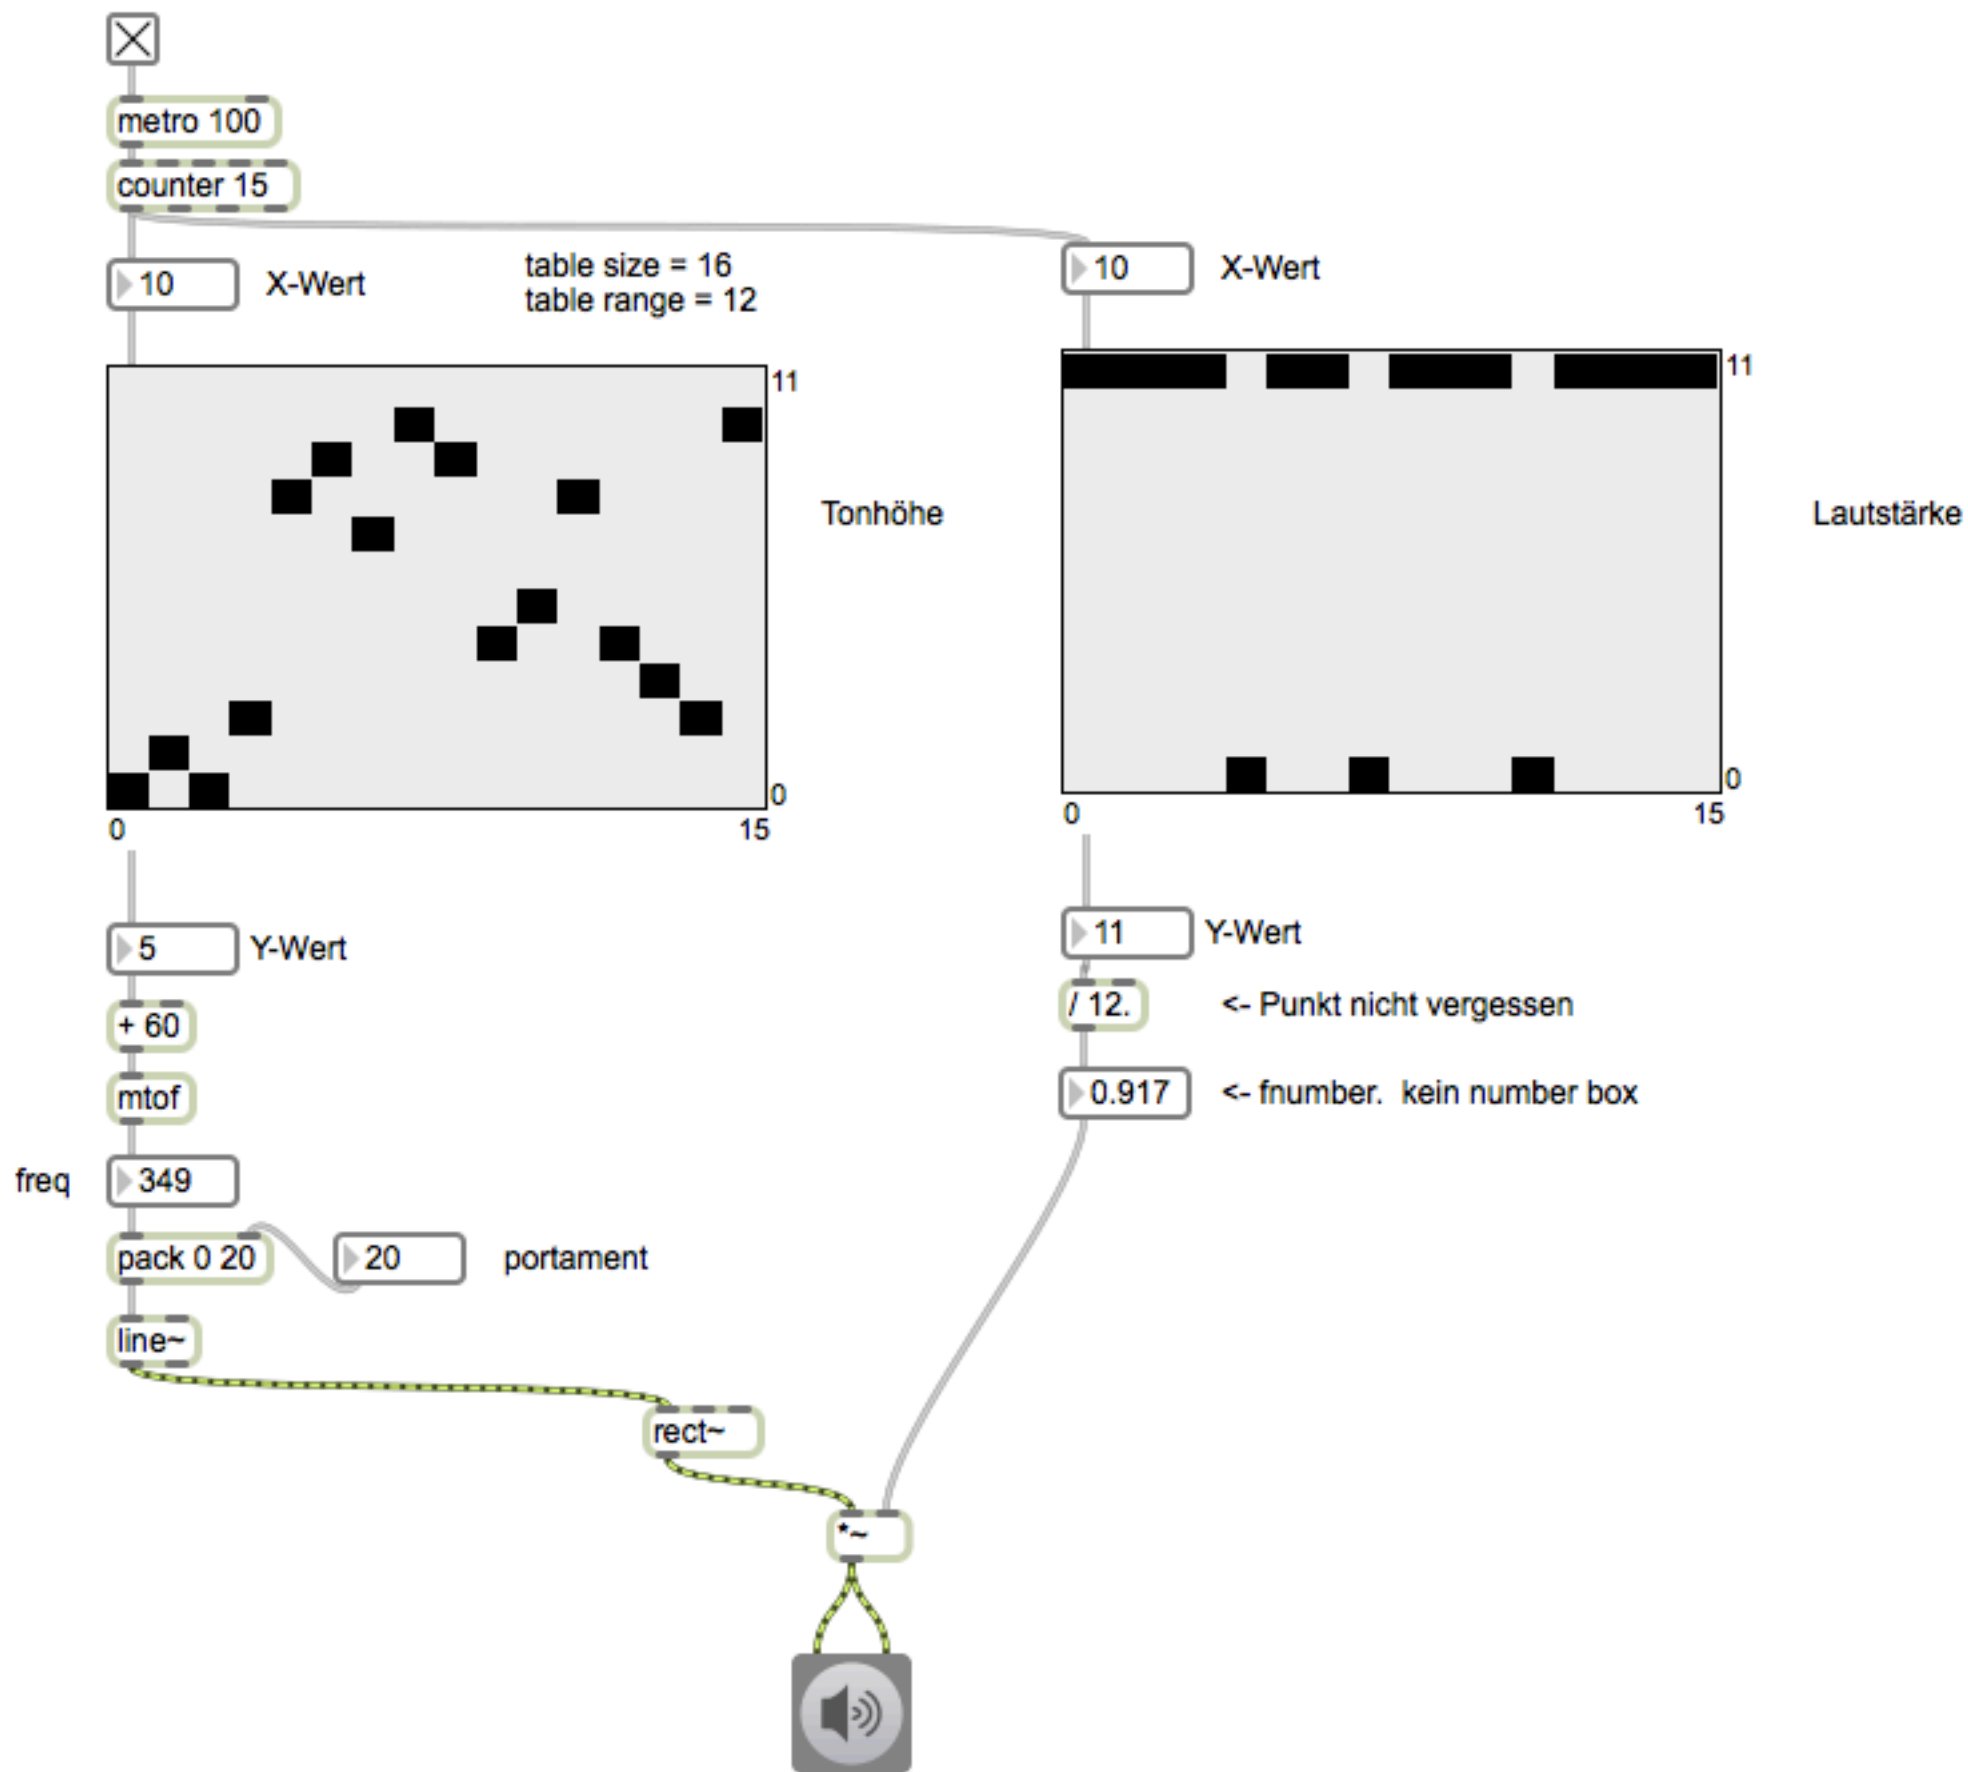 metro 100
counter 15
10
X-Wert
table size = 16
table range = 12
10
X-Wert
11
0
0
15
Tonhöhe
11
0
0
15
Lautstärke
5
Y-Wert
11
Y-Wert
+ 60
/ 12.
<- Punkt nicht vergessen
mtof
0.917
<- fnumber.  kein number box
freq
349
pack 0 20
20
portament
line~
rect~
*~